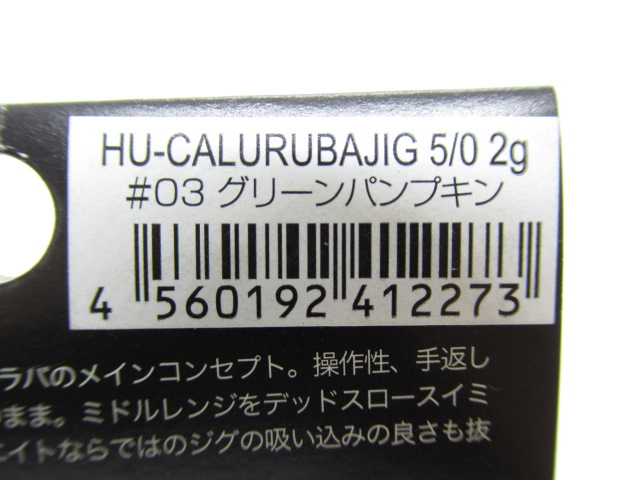 HU-CALURUBAJIG 5/0 2g
#03 グリーンパンプキン
4 560192 412273
ラバのメインコンセプト。操作性、手返し
まま。ミドルレンジをデッドスロースイミ
エイトならではのジグの吸い込みの良さも抜